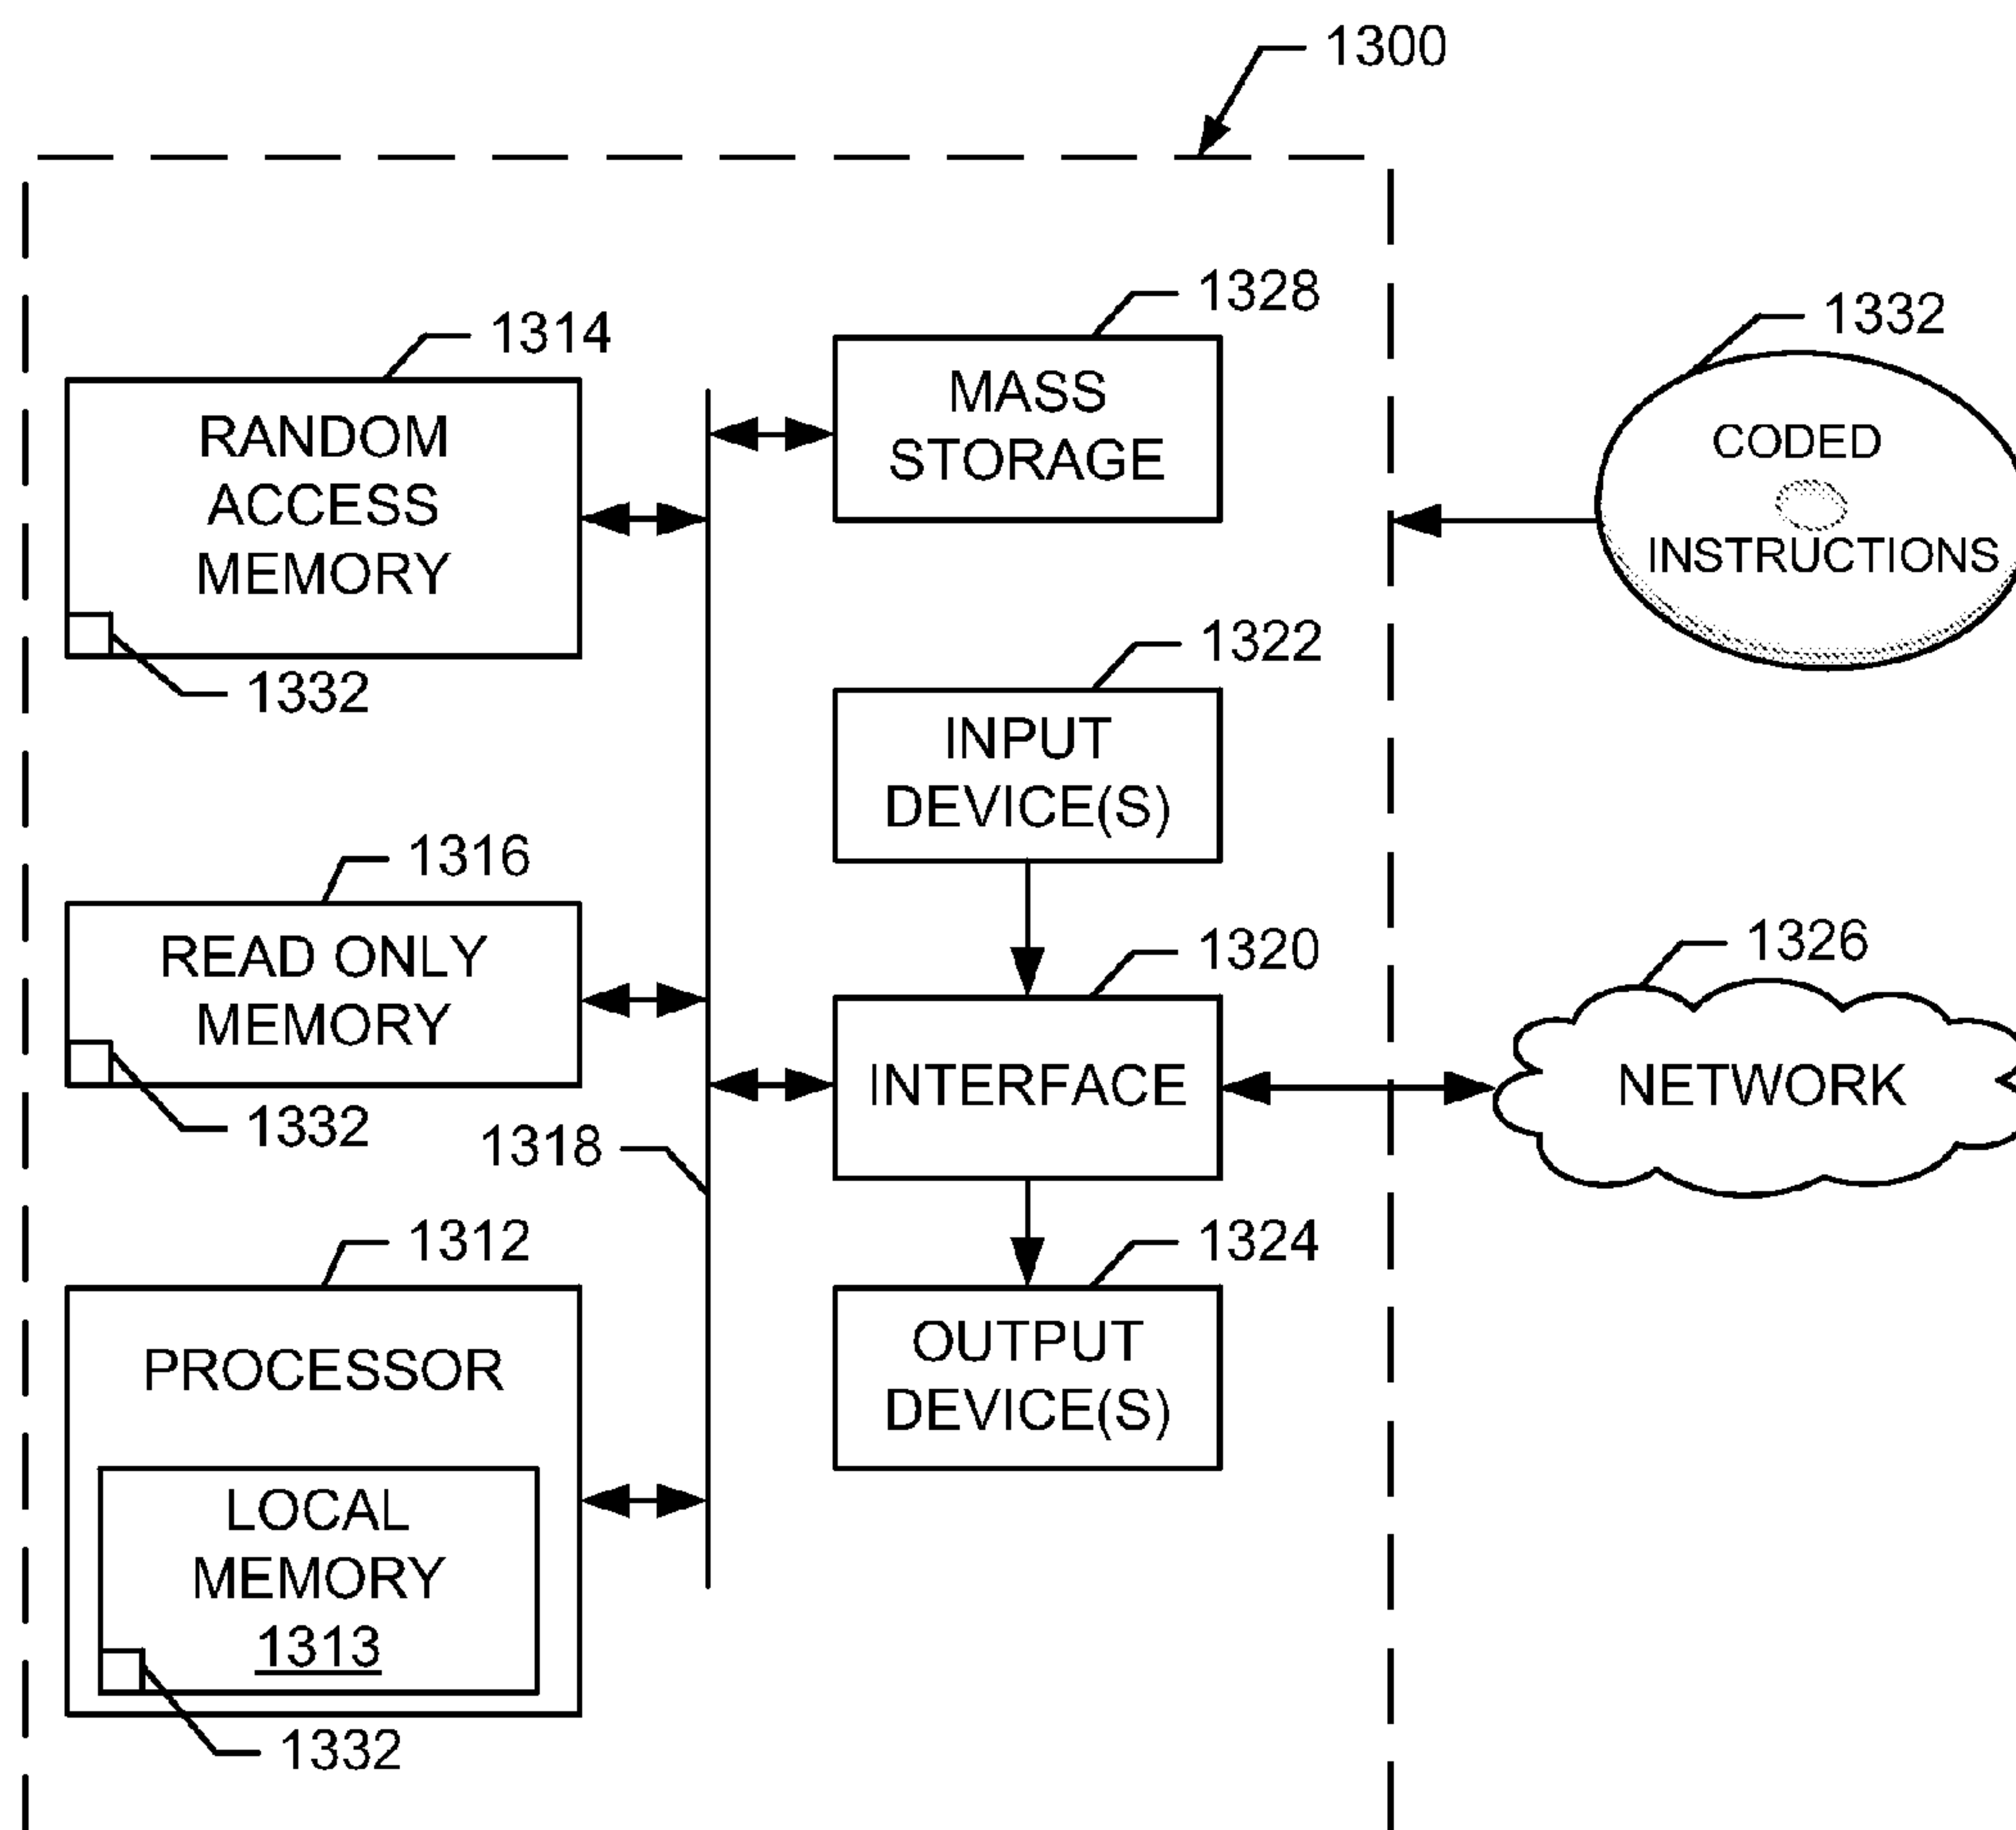 1300
1314
RANDOM
ACCESS
MEMORY
1332
1328
MASS
STORAGE
1332
CODED
INSTRUCTIONS
1322
INPUT
DEVICE(S)
1316
READ ONLY
MEMORY
1332
1318
1320
INTERFACE
1326
NETWORK
1312
PROCESSOR
LOCAL
MEMORY
1313
1332
1324
OUTPUT
DEVICE(S)